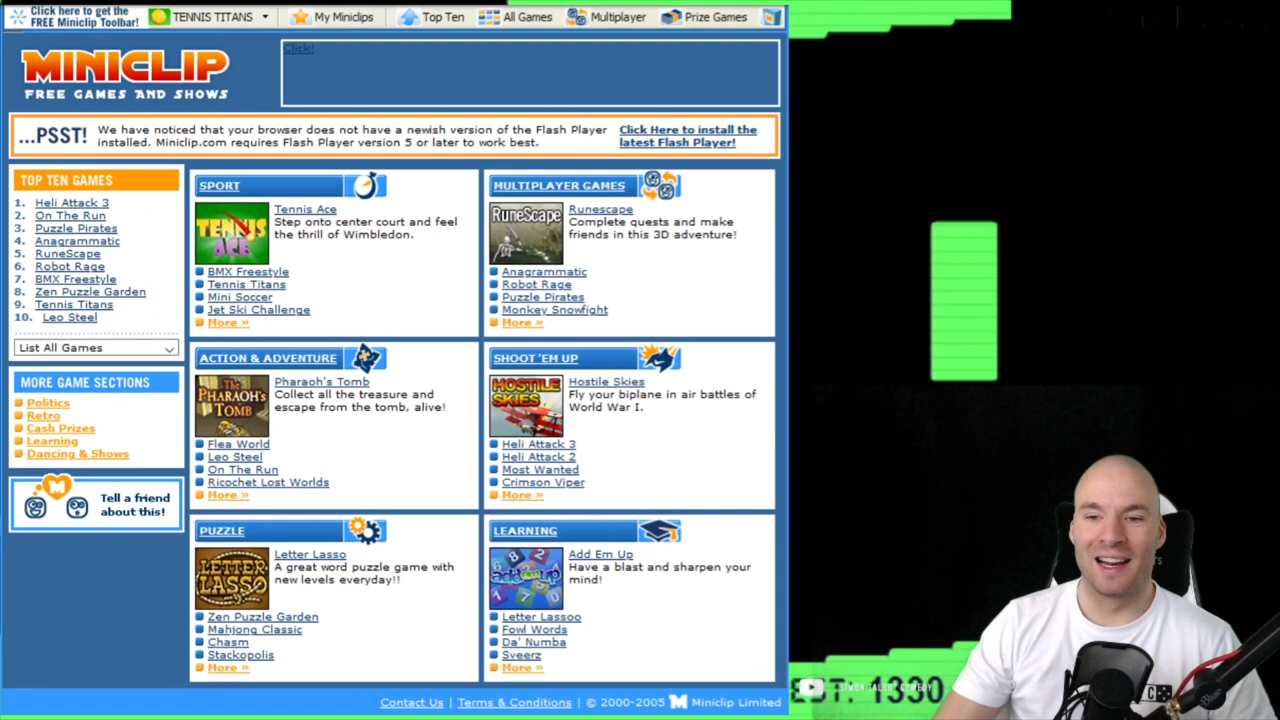 Click here to get the
FREE Miniclip Toolbar!
TENNIS TITANS
My Miniclips
Top Ten
All Games
Multiplayer
Prize Games
MINICLIP
FREE GAMES AND SHOWS
Click!
...PSST!
We have noticed that your browser does not have a newish version of the Flash Player
installed. Miniclip.com requires Flash Player version 5 or later to work best.
Click Here to install the
latest Flash Player!
TOP TEN GAMES
1. Heli Attack 3
2. On The Run
3. Puzzle Pirates
4. Anagrammatic
5. RuneScape
6. Robot Rage
7. BMX Freestyle
8. Zen Puzzle Garden
9. Tennis Titans
10. Leo Steel
List All Games
MORE GAME SECTIONS
Politics
Retro
Cash Prizes
Learning
Dancing & Shows
Tell a friend
about this!
SPORT
TENNIS
ACE
Tennis Ace
Step onto center court and feel
the thrill of Wimbledon.
BMX Freestyle
Tennis Titans
Mini Soccer
Jet Ski Challenge
More »
MULTIPLAYER GAMES
RuneScape
Runescape
Complete quests and make
friends in this 3D adventure!
Anagrammatic
Robot Rage
Puzzle Pirates
Monkey Snowfight
More »
ACTION & ADVENTURE
The
PHARAOH'S
TOMB
Pharaoh's Tomb
Collect all the treasure and
escape from the tomb, alive!
Flea World
Leo Steel
On The Run
Ricochet Lost Worlds
More »
SHOOT 'EM UP
HOSTILE
SKIES
Hostile Skies
Fly your biplane in air battles of
World War I.
Heli Attack 3
Heli Attack 2
Most Wanted
Crimson Viper
More »
PUZZLE
LETTER
LASSO
Letter Lasso
A great word puzzle game with
new levels everyday!!
Zen Puzzle Garden
Mahjong Classic
Chasm
Stackopolis
More »
LEARNING
add em up
Add Em Up
Have a blast and sharpen your
mind!
Letter Lassoo
Fowl Words
Da' Numba
Sveerz
More »
Contact Us | Terms & Conditions | © 2000-2005 M Miniclip Limited
1330